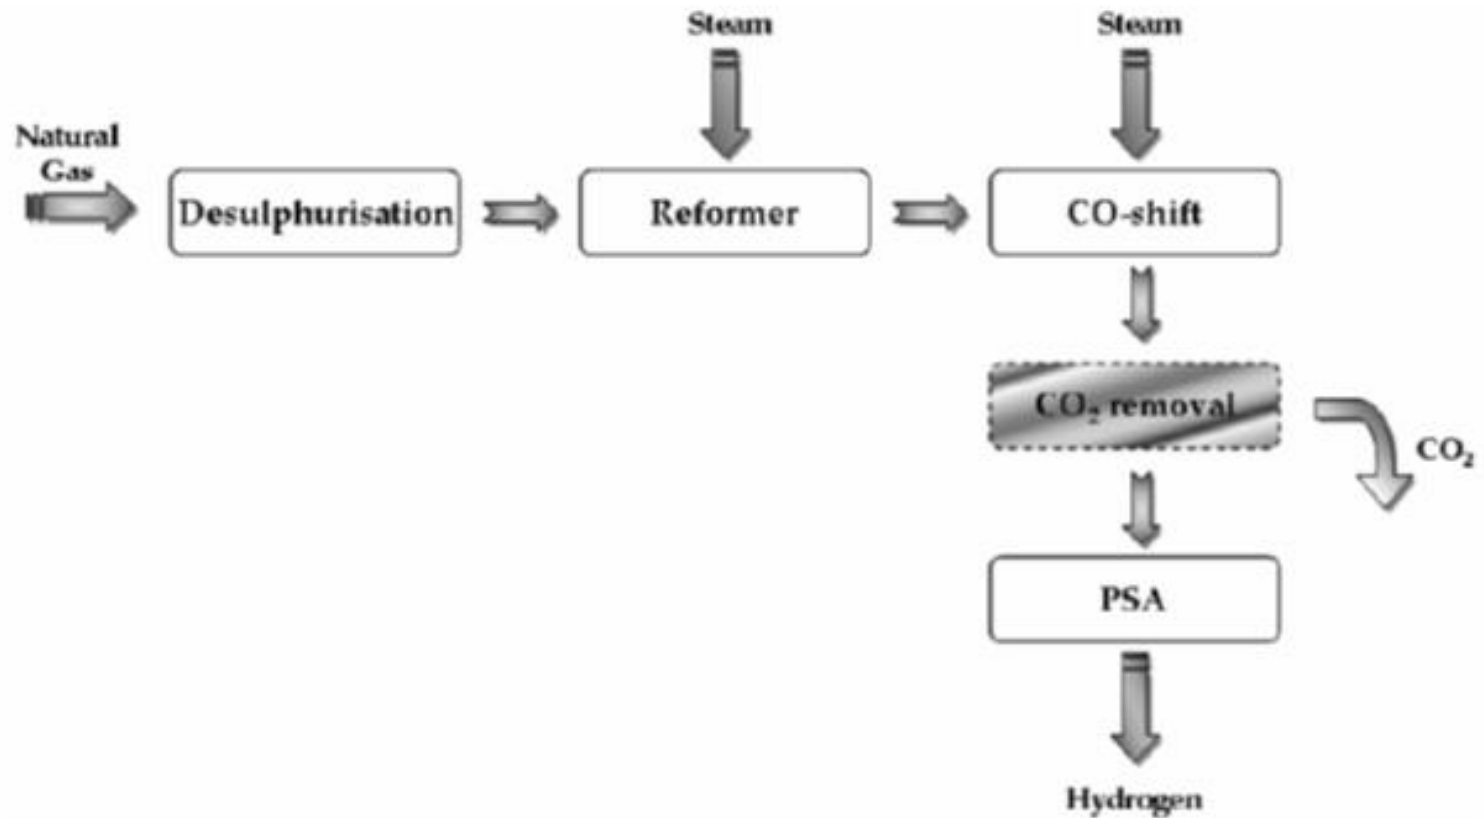 Steam
Steam
Natural
Gas
Desulphurisation
Reformer
CO-shift
CO₂ removal
CO₂
PSA
Hydrogen